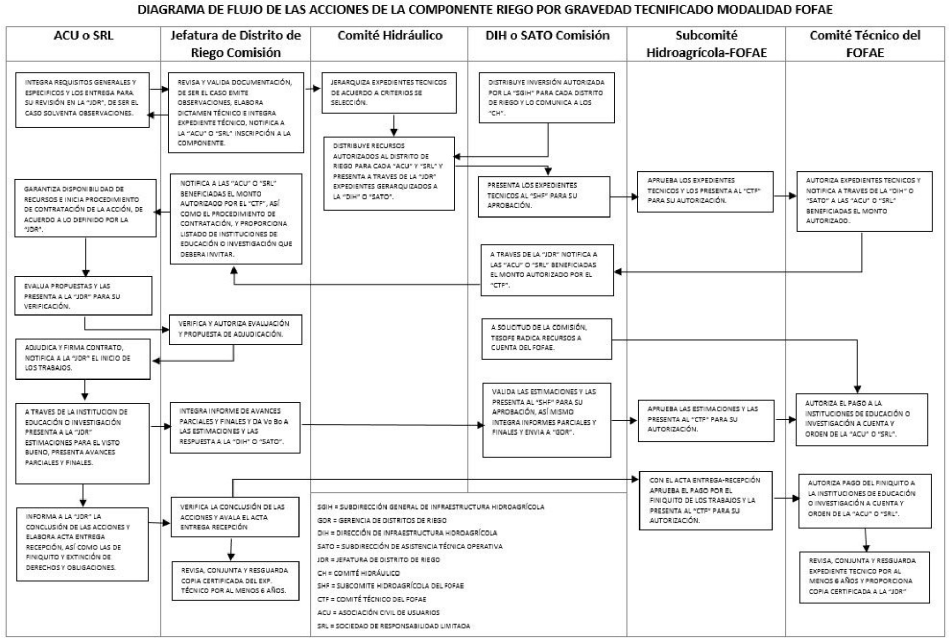 DIAGRAMA DE FLUJO DE LAS ACCIONES DE LA COMPONENTE RIEGO POR GRAVEDAD TECNIFICADO MODALIDAD FOFAE
ACU o SRL
Jefatura de Distrito de
Riego Comisión
Comité Hidráulico
DIH o SATO Comisión
Subcomité
Hidroagrícola-FOFAE
Comité Técnico del
FOFAE
INTEGRA REQUISITOS GENERALES Y
ESPECIFICOS Y LOS ENTREGA PARA
SU REVISIÓN EN LA "JDR", DE SER EL
CASO SOLVENTA OBSERVACIONES.
REVISA Y VALIDA DOCUMENTACIÓN,
DE SER EL CASO EMITE
OBSERVACIONES, ELABORA
DICTAMEN TÉCNICO E INTEGRA
EXPEDIENTE TÉCNICO, NOTIFICA A
LA "ACU" O "SRL" INSCRIPCIÓN A LA
COMPONENTE.
JERARQUIZA EXPEDIENTES TECNICOS
DE ACUERDO A CRITERIOS SE
SELECCIÓN.
DISTRIBUYE INVERSIÓN AUTORIZADA
POR LA "SGIH" PARA CADA DISTRITO
DE RIEGO Y LO COMUNICA A LOS
"CH".
DISTRIBUYE RECURSOS
AUTORIZADOS AL DISTRITO DE
RIEGO PARA CADA "ACU Y "SRL" Y
PRESENTA A TRAVES DE LA "JDR"
EXPEDIENTES GERARQUIZADOS A
LA "DIH" O "SATO".
PRESENTA LOS EXPEDIENTES
TECNICOS AL "SHF" PARA SU
APROBACIÓN.
APRUEBA LOS EXPEDIENTES
TECNICOS Y LOS PRESENTA AL "CTF"
PARA SU AUTORIZACIÓN.
AUTORIZA EXPEDIENTES TECNICOS Y
NOTIFICA A TRAVES DE LA "DIH" O
"SATO" A LAS "ACU" O "SRL"
BENEFICIADAS EL MONTO
AUTORIZADO.
GARANTIZA DISPONIBILIDAD DE
RECURSOS E INICIA PROCEDIMIENTO
DE CONTRATACIÓN DE LA ACCIÓN, DE
ACUERDO A LO DEFINIDO POR LA
"JDR".
NOTIFICA A LAS "ACU" O "SRL"
BENEFICIADAS EL MONTO
AUTORIZADO POR EL "CTF", ASÍ
COMO EL PROCEDIMIENTO DE
CONTRATACIÓN, Y PROPORCIONA
LISTADO DE INSTITUCIONES DE
EDUCACIÓN O INVESTIGACIÓN QUE
DEBERA INVITAR.
A TRAVES DE LA "JDR" NOTIFICA A
LAS "ACU" O "SRL" BENEFICIADAS
EL MONTO AUTORIZADO POR EL
"CTF".
EVALUA PROPUESTAS Y LAS
PRESENTA A LA "JDR" PARA SU
VERIFICACIÓN.
VERIFICA Y AUTORIZA EVALUACIÓN
Y PROPUESTA DE ADJUDICACIÓN.
A SOLICITUD DE LA COMISIÓN,
TESOFE RADICA RECURSOS A
CUENTA DEL FOFAE.
ADJUDICA Y FIRMA CONTRATO,
NOTIFICA A LA "JDR" EL INICIO DE
LOS TRABAJOS.
A TRAVES DE LA INSTITUCION DE
EDUCACIÓN O INVESTIGACIÓN
PRESENTA A LA "JDR"
ESTIMACIONES PARA EL VISTO
BUENO, PRESENTA AVANCES
PARCIALES Y FINALES.
INTEGRA INFORME DE AVANCES
PARCIALES Y FINALES Y DA Vo Bo A
LAS ESTIMACIONES Y LAS
RESPUESTA A LA "DIH" O "SATO".
VALIDA LAS ESTIMACIONES Y LAS
PRESENTA AL "SHF" PARA SU
APROBACIÓN, ASÍ MISMO
INTEGRA INFORMES PARCIALES Y
FINALES Y ENVIA A "GDR".
APRUEBA LAS ESTIMACIONES Y LAS
PRESENTA AL "CTF" PARA SU
AUTORIZACIÓN.
AUTORIZA EL PAGO A LA
INSTITUCIONES DE EDUCACIÓN O
INVESTIGACIÓN A CUENTA Y
ORDEN DE LA "ACU" O "SRL".
INFORMA A LA "JDR" LA
CONCLUSIÓN DE LAS ACCIONES Y
ELABORA ACTA ENTREGA
RECEPCIÓN, ASÍ COMO LAS DE
FINIQUITO Y EXTINCIÓN DE
DERECHOS Y OBLIGACIONES.
VERIFICA LA CONCLUSIÓN DE LAS
ACCIONES Y AVALA EL ACTA
ENTREGA RECEPCIÓN
REVISA, CONJUNTA Y RESGUARDA
COPIA CERTIFICADA DEL EXP.
TÉCNICO POR AL MENOS 6 AÑOS.
CON EL ACTA ENTREGA-RECEPCIÓN
APRUEBA EL PAGO POR EL
FINIQUITO DE LOS TRABAJOS Y LA
PRESENTA AL "CTF" PARA SU
AUTORIZACIÓN.
AUTORIZA PAGO DEL FINIQUITO A
LA INSTITUCIONES DE EDUCACIÓN
O INVESTIGACIÓN A CUENTA Y
ORDEN DE LA "ACU" O "SRL".
REVISA, CONJUNTA Y RESGUARDA
EXPEDIENTE TECNICO POR AL
MENOS 6 AÑOS Y PROPORCIONA
COPIA CERTIFICADA A LA "JDR"
SGIH = SUBDIRECCIÓN GENERAL DE INFRAESTRUCTURA HIDROAGRÍCOLA
GDR = GERENCIA DE DISTRITOS DE RIEGO
DIH = DIRECCIÓN DE INFRAESTRUCTURA HIDROAGRÍCOLA
SATO = SUBDIRECCIÓN DE ASISTENCIA TÉCNICA OPERATIVA
JDR = JEFATURA DE DISTRITO DE RIEGO
CH = COMITÉ HIDRÁULICO
SHF = SUBCOMITE HIDROAGRÍCOLA DEL FOFAE
CTF = COMITÉ TÉCNICO DEL FOFAE
ACU = ASOCIACIÓN CIVIL DE USUARIOS
SRL = SOCIEDAD DE RESPONSABILIDAD LIMITADA